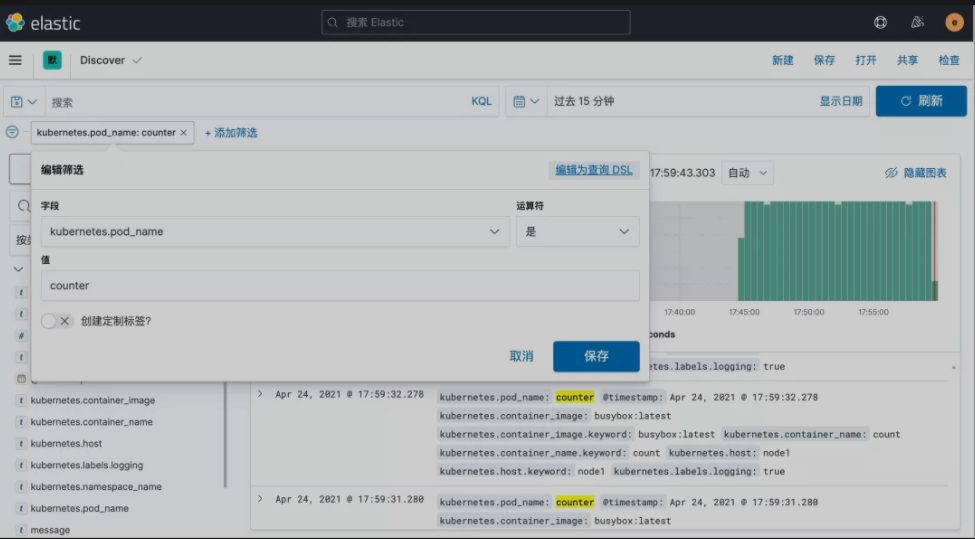 elastic
搜索 Elastic
e
默
Discover
新建 保存 打开 共享 检查
搜索
KQL
过去 15 分钟
显示日期
刷新
kubernetes.pod_name: counter ×
+ 添加筛选
编辑筛选
编辑为查询 DSL
字段
运算符
kubernetes.pod_name
是
值
counter
创建定制标签?
取消
保存
17:59:43.303
自动
隐藏图表
17:40:00 17:45:00 17:50:00 17:55:00
onds
按
t
t
#
t
t kubernetes.container_image
t kubernetes.container_name
t kubernetes.host
t kubernetes.labels.logging
t kubernetes.namespace_name
t kubernetes.pod_name
t message
etes.labels.logging: true
Apr 24, 2021 @ 17:59:32.278
kubernetes.pod_name: counter @timestamp: Apr 24, 2021 @ 17:59:32.278
kubernetes.container_image: busybox:latest
kubernetes.container_image.keyword: busybox:latest kubernetes.container_name: count
kubernetes.container_name.keyword: count kubernetes.host: node1
kubernetes.host.keyword: node1 kubernetes.labels.logging: true
Apr 24, 2021 @ 17:59:31.280
kubernetes.pod_name: counter @timestamp: Apr 24, 2021 @ 17:59:31.280
kubernetes.container_image: busybox:latest